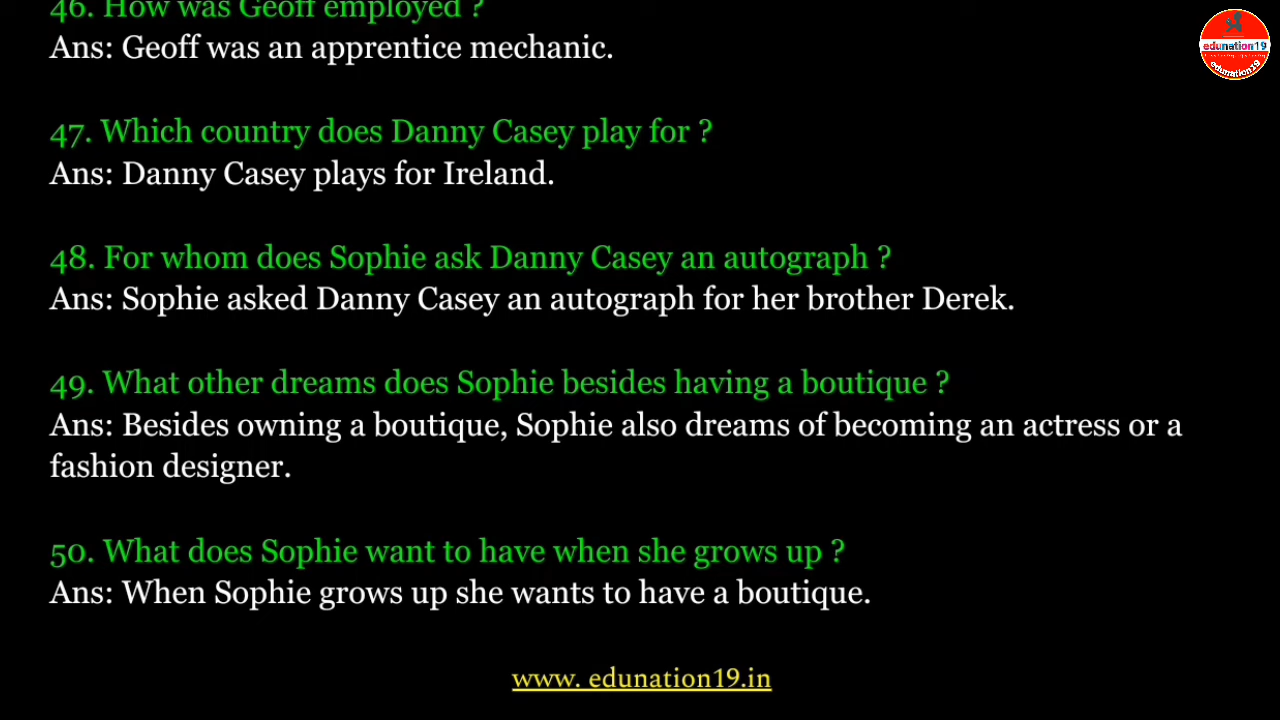 46. How was Geoff employed ?
Ans: Geoff was an apprentice mechanic.
47. Which country does Danny Casey play for ?
Ans: Danny Casey plays for Ireland.
48. For whom does Sophie ask Danny Casey an autograph ?
Ans: Sophie asked Danny Casey an autograph for her brother Derek.
49. What other dreams does Sophie besides having a boutique ?
Ans: Besides owning a boutique, Sophie also dreams of becoming an actress or a
fashion designer.
50. What does Sophie want to have when she grows up ?
Ans: When Sophie grows up she wants to have a boutique.
www. edunation19.in
edunation19
edunation19